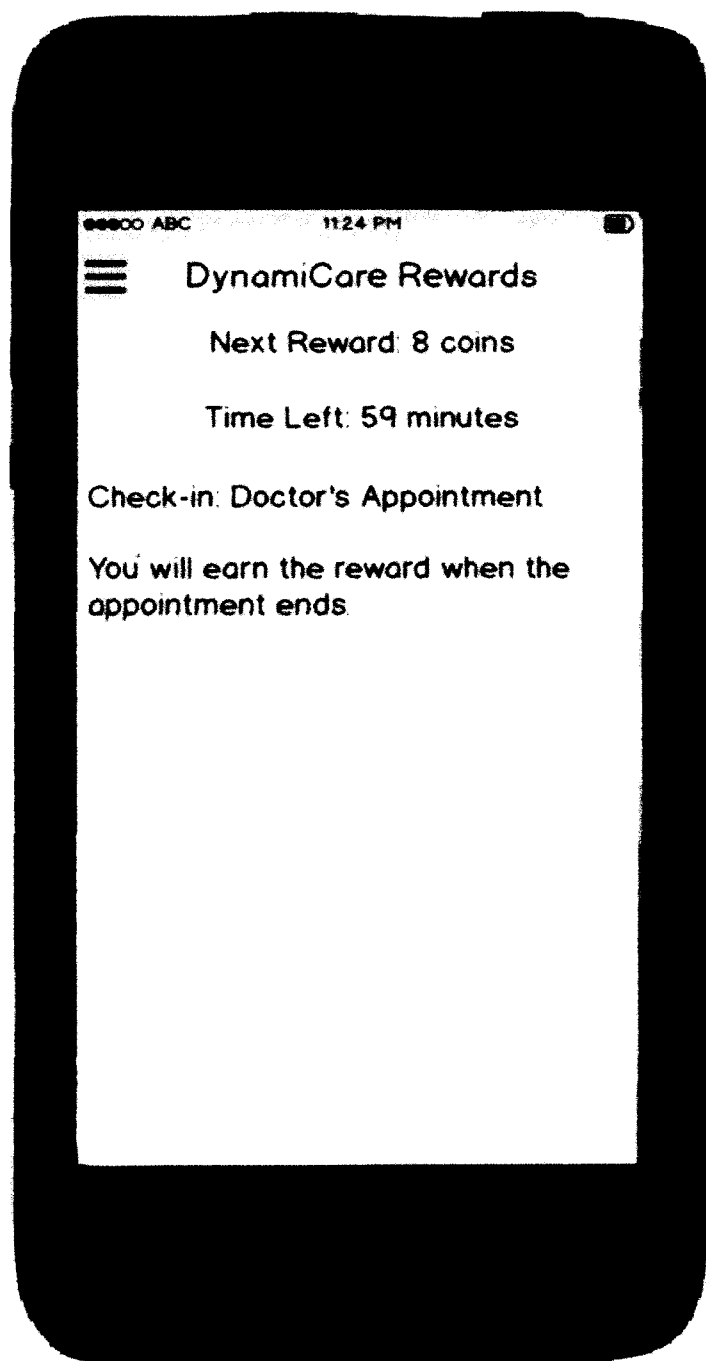 ABC 11:24 PM
DynamiCare Rewards
Next Reward: 8 coins
Time Left: 59 minutes
Check-in: Doctor's Appointment
You will earn the reward when the
appointment ends.